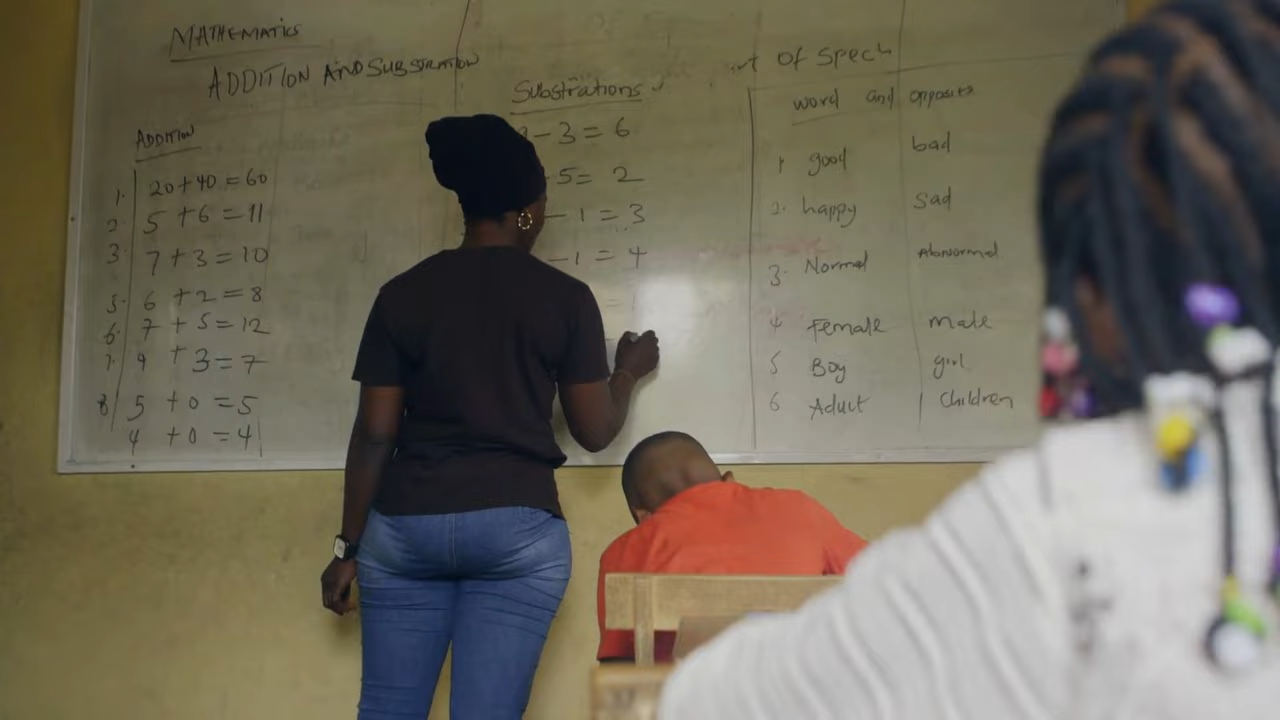 MATHEMATICS
ADDITION AND SUBSTRATION
ADDITION
1. 20+40=60
2 5+6=11
3. 7+3=10
5. 6+2=8
6. 7+5=12
7. 4+3=7
8 5+0=5
4+0=4
Substrations
-3=6
-5=2
-1=3
-1=4
of Spech
word and opposite
1 good bad
2. happy sad
3. Normal Abnormal
4 Female male
5 Boy girl
6 Aduct children